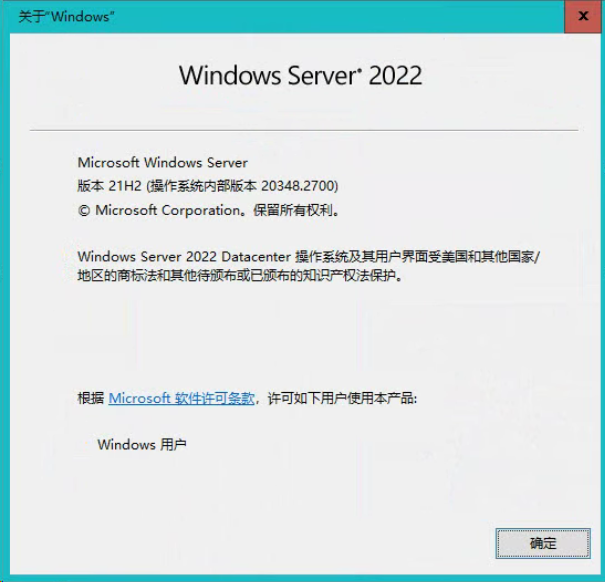 关于“Windows”
Windows Server® 2022
Microsoft Windows Server
版本 21H2 (操作系统内部版本 20348.2700)
© Microsoft Corporation。保留所有权利。
Windows Server 2022 Datacenter 操作系统及其用户界面受美国和其他国家/
地区的商标法和其他待颁布或已颁布的知识产权法保护。
根据 Microsoft 软件许可条款，许可如下用户使用本产品:
Windows 用户
确定